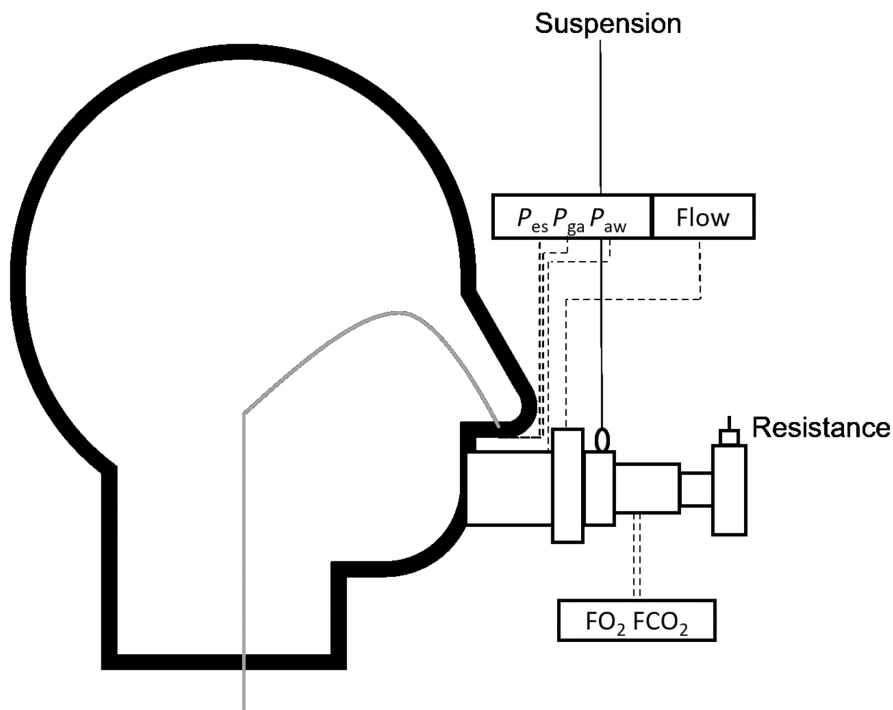 Suspension
Pes Pga Paw Flow
Resistance
FO₂ FCO₂